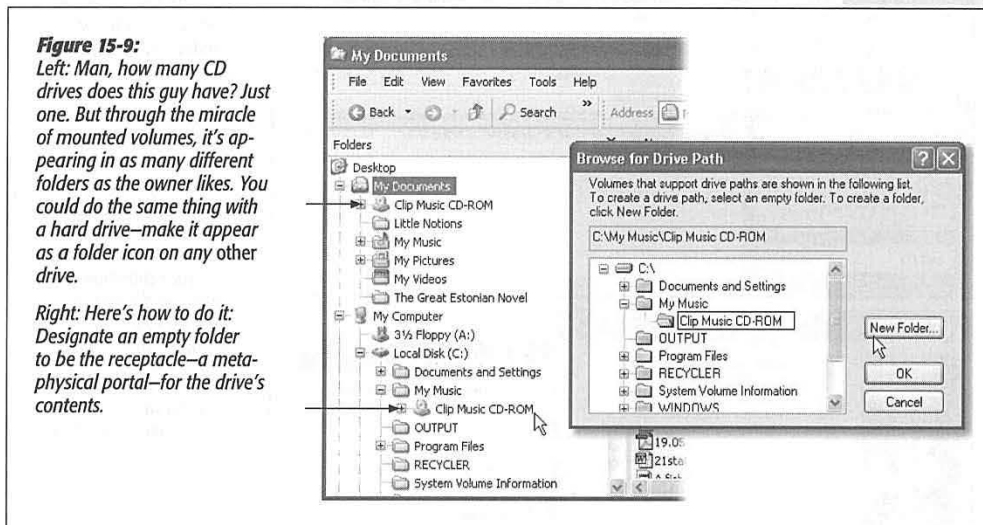 Figure 15-9:
Left: Man, how many CD
drives does this guy have? Just
one. But through the miracle
of mounted volumes, it's ap-
pearing in as many different
folders as the owner likes. You
could do the same thing with
a hard drive—make it appear
as a folder icon on any other
drive.
Right: Here's how to do it:
Designate an empty folder
to be the receptacle—a meta-
physical portal—for the drive's
contents.
My Documents
File Edit View Favorites Tools Help
Back Search » Address
Folders
Desktop
My Documents
Clip Music CD-ROM
Little Notions
My Music
My Pictures
My Videos
The Great Estonian Novel
My Computer
3½ Floppy (A:)
Local Disk (C:)
Documents and Settings
My Music
Clip Music CD-ROM
OUTPUT
Program Files
RECYCLER
System Volume Information
Browse for Drive Path
Volumes that support drive paths are shown in the following list.
To create a drive path, select an empty folder. To create a folder,
click New Folder.
C:\My Music\Clip Music CD-ROM
C:\
Documents and Settings
My Music
Clip Music CD-ROM
OUTPUT
Program Files
RECYCLER
System Volume Information
WINDOWS
New Folder...
OK
Cancel
19.05
21sta